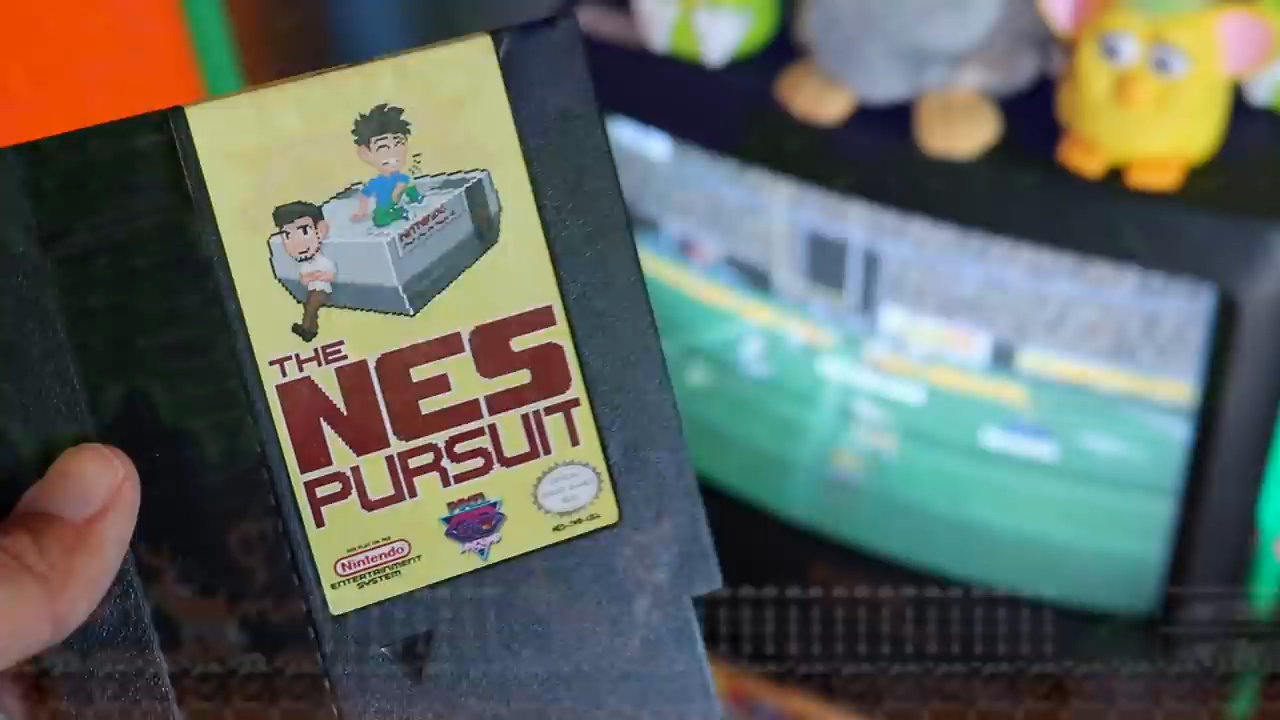 THE
NES
PURSUIT
Nintendo
ENTERTAINMENT
SYSTEM